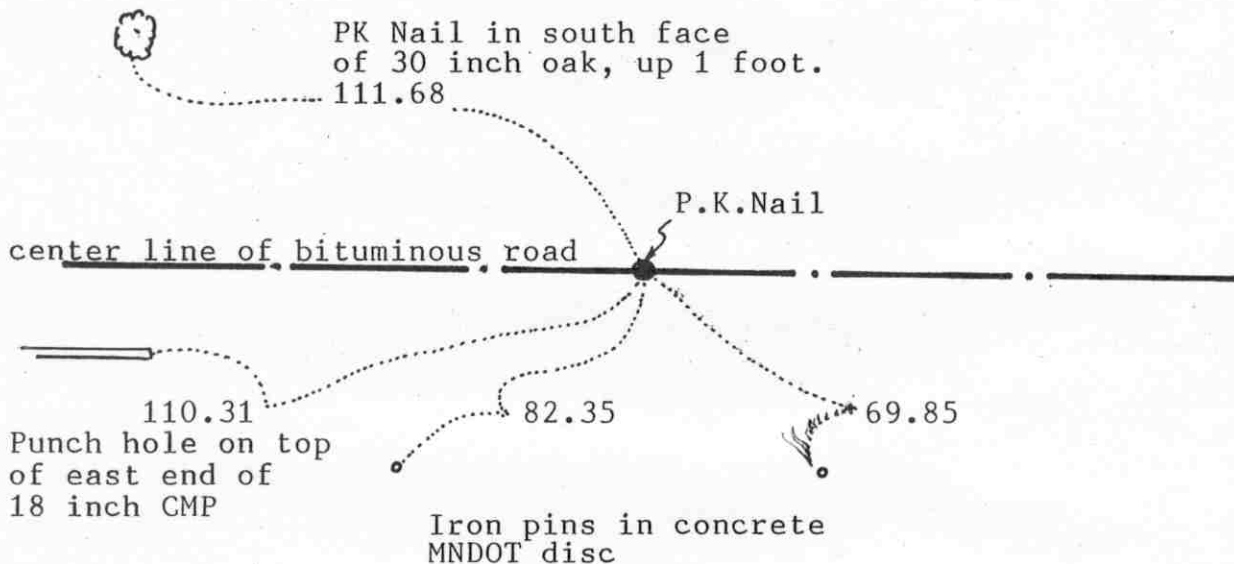 PK Nail in south face
of 30 inch oak, up 1 foot.
111.68
P.K.Nail
center line of bituminous road
110.31
82.35
69.85
Punch hole on top
of east end of
18 inch CMP
Iron pins in concrete
MNDOT disc